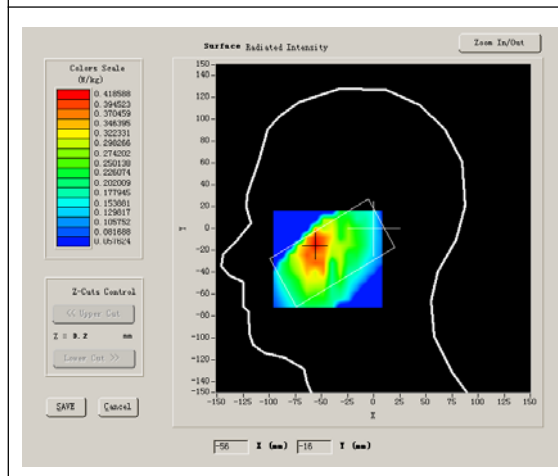 Surface Radiated Intensity
Zoom In/Out
Colors Scale
(W/kg)
0.418588
0.394523
0.370459
0.346395
0.322331
0.298266
0.274202
0.250138
0.226074
0.202009
0.177945
0.153881
0.129817
0.105752
0.081688
0.057624
150
140
120
100
80
60
40
20
0
-20
-40
-60
-80
-100
-120
-140
-150
Y
-150 -125 -100 -75 -50 -25 0 25 50 75 100 125 150
X
Z-Cuts Control
<< Upper Cut
Z = 0.2 mm
Lower Cut >>
SAVE Cancel
-56 X (mm) -16 Y (mm)